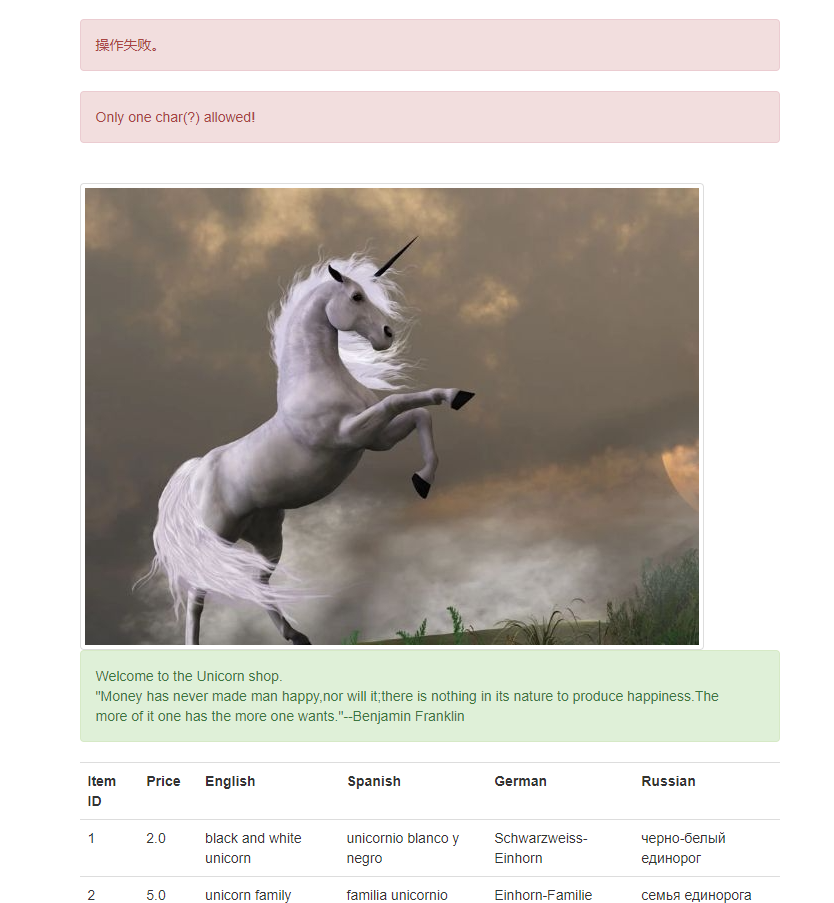 操作失败。
Only one char(?) allowed!
Welcome to the Unicorn shop.
"Money has never made man happy,nor will it;there is nothing in its nature to produce happiness.The
more of it one has the more one wants."--Benjamin Franklin
Item ID Price English Spanish German Russian
1 2.0 black and white unicorn unicornio blanco y negro Schwarzweiss-Einhorn черно-белый единорог
2 5.0 unicorn family familia unicornio Einhorn-Familie семья единорога